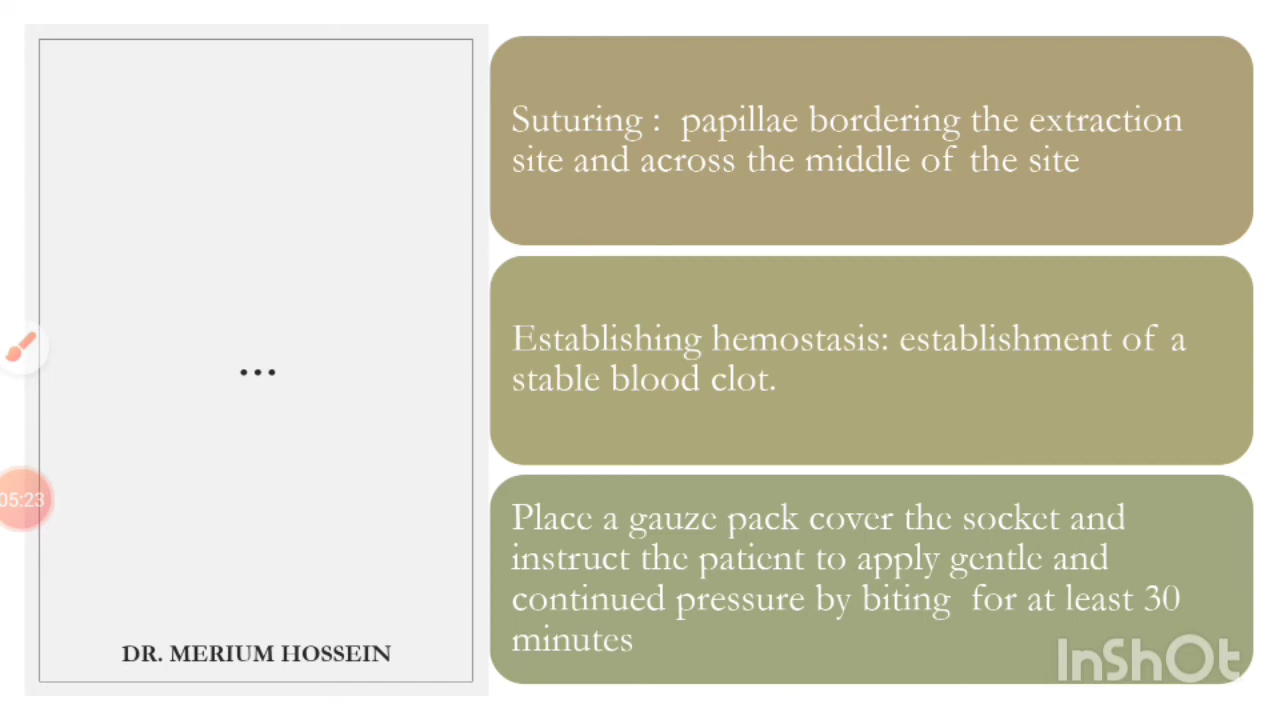 Suturing :  papillae bordering the extraction
site and across the middle of the site
Establishing hemostasis: establishment of a
stable blood clot.
...
05:23
Place a gauze pack cover the socket and
instruct the patient to apply gentle and
continued pressure by biting  for at least 30
minutes
DR. MERIUM HOSSEIN
InShOt